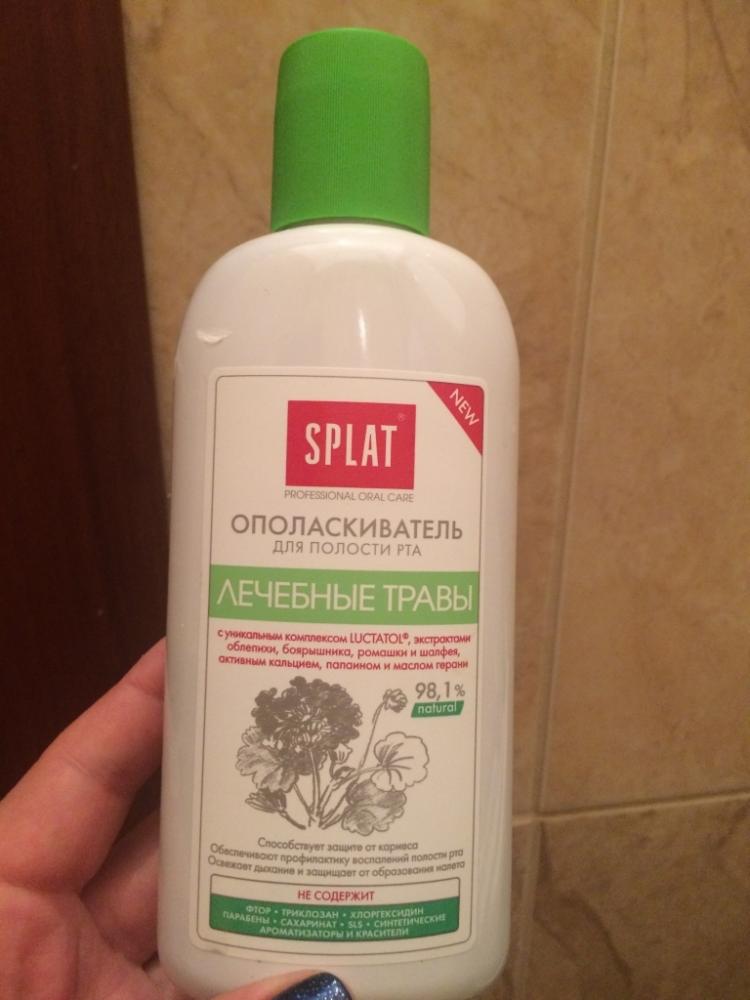 NEW
SPLAT®
PROFESSIONAL ORAL CARE
ОПОЛАСКИВАТЕЛЬ
ДЛЯ ПОЛОСТИ РТА
ЛЕЧЕБНЫЕ ТРАВЫ
с уникальным комплексом LUCTATOL®, экстрактами
облепихи, боярышника, ромашки и шалфея,
активным кальцием, папаином и маслом герани
98,1%
natural
Способствует защите от кариеса
Обеспечивают профилактику воспалений полости рта
Освежает дыхание и защищает от образования налета
НЕ СОДЕРЖИТ
ФТОР • ТРИКЛОЗАН • ХЛОРГЕКСИДИН
ПАРАБЕНЫ • САХАРИНАТ • SLS • СИНТЕТИЧЕСКИЕ
АРОМАТИЗАТОРЫ И КРАСИТЕЛИ